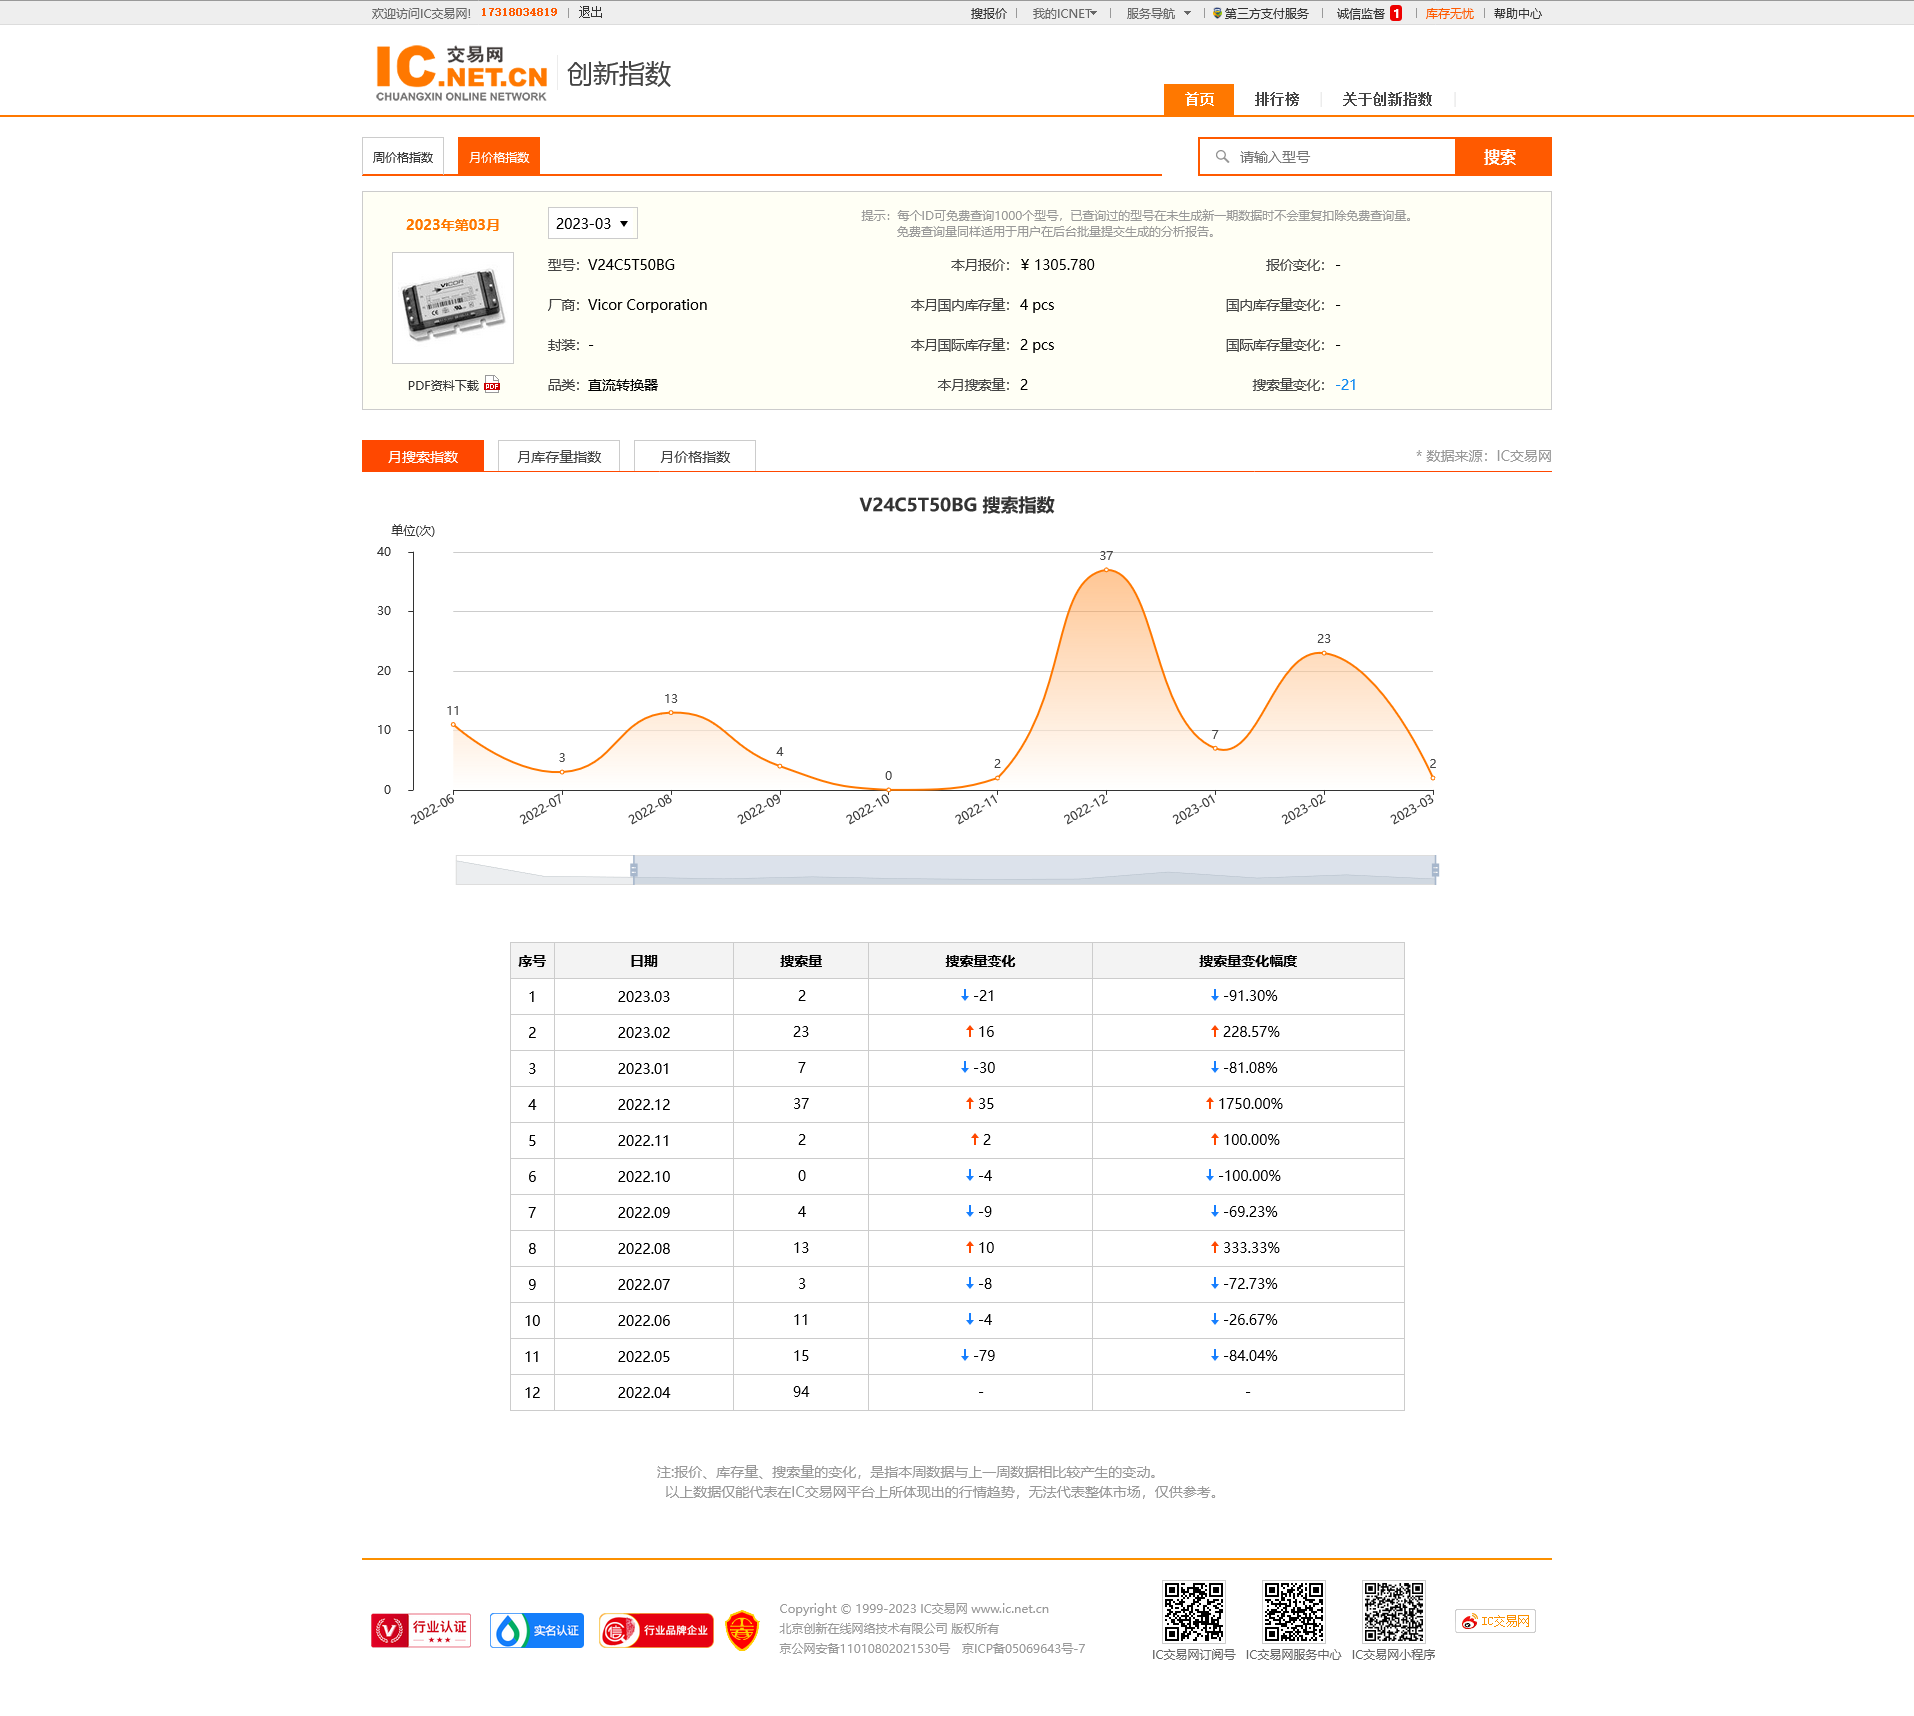 欢迎访问IC交易网! 17318034819 退出 搜报价 我的ICNET 服务导航 第三方支付服务 诚信监督 1 库存无忧 帮助中心
IC.NET.CN 交易网
CHUANGXIN ONLINE NETWORK
创新指数
首页 排行榜 关于创新指数
周价格指数 月价格指数 请输入型号 搜索
2023年第03月 2023-03
提示：每个ID可免费查询1000个型号，已查询过的型号在未生成新一期数据时不会重复扣除免费查询量。
免费查询量同样适用于用户在后台批量提交生成的分析报告。
型号：V24C5T50BG 本月报价：¥ 1305.780 报价变化：-
VICOR
厂商：Vicor Corporation 本月国内库存量：4 pcs 国内库存量变化：-
封装：- 本月国际库存量：2 pcs 国际库存量变化：-
PDF资料下载 品类：直流转换器 本月搜索量：2 搜索量变化：-21
月搜索指数 月库存量指数 月价格指数 * 数据来源：IC交易网
V24C5T50BG 搜索指数
单位(次)
40
30
20
10
0
11 3 13 4 0 2 37 7 23 2
2022-06 2022-07 2022-08 2022-09 2022-10 2022-11 2022-12 2023-01 2023-02 2023-03
序号 日期 搜索量 搜索量变化 搜索量变化幅度
1 2023.03 2 -21 -91.30%
2 2023.02 23 16 228.57%
3 2023.01 7 -30 -81.08%
4 2022.12 37 35 1750.00%
5 2022.11 2 2 100.00%
6 2022.10 0 -4 -100.00%
7 2022.09 4 -9 -69.23%
8 2022.08 13 10 333.33%
9 2022.07 3 -8 -72.73%
10 2022.06 11 -4 -26.67%
11 2022.05 15 -79 -84.04%
12 2022.04 94 - -
注:报价、库存量、搜索量的变化，是指本周数据与上一周数据相比较产生的变动。
以上数据仅能代表在IC交易网平台上所体现出的行情趋势，无法代表整体市场，仅供参考。
行业认证 实名认证 行业品牌企业
Copyright © 1999-2023 IC交易网 www.ic.net.cn
北京创新在线网络技术有限公司 版权所有
京公网安备11010802021530号 京ICP备05069643号-7
IC交易网订阅号 IC交易网服务中心 IC交易网小程序
IC交易网